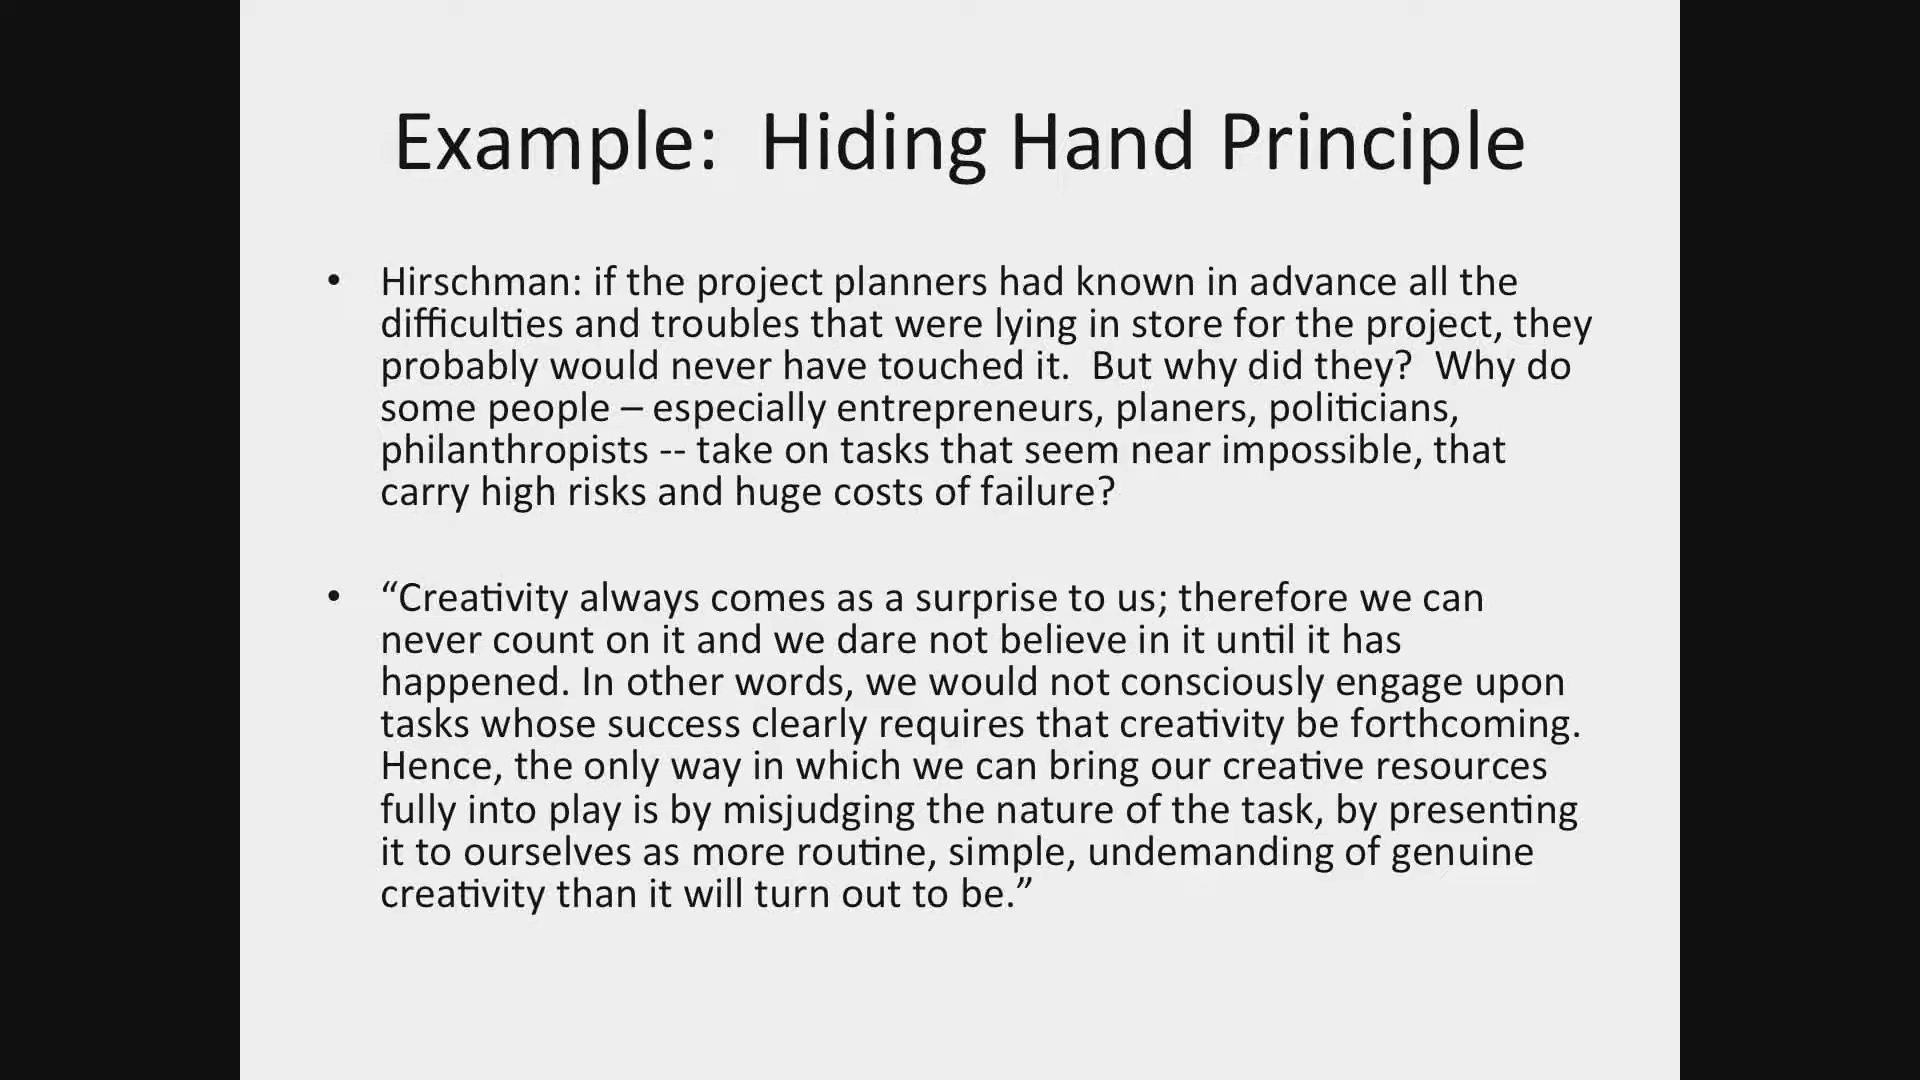 Example:  Hiding Hand Principle
• Hirschman: if the project planners had known in advance all the
difficulties and troubles that were lying in store for the project, they
probably would never have touched it.  But why did they?  Why do
some people – especially entrepreneurs, planers, politicians,
philanthropists -- take on tasks that seem near impossible, that
carry high risks and huge costs of failure?
• “Creativity always comes as a surprise to us; therefore we can
never count on it and we dare not believe in it until it has
happened. In other words, we would not consciously engage upon
tasks whose success clearly requires that creativity be forthcoming.
Hence, the only way in which we can bring our creative resources
fully into play is by misjudging the nature of the task, by presenting
it to ourselves as more routine, simple, undemanding of genuine
creativity than it will turn out to be.”